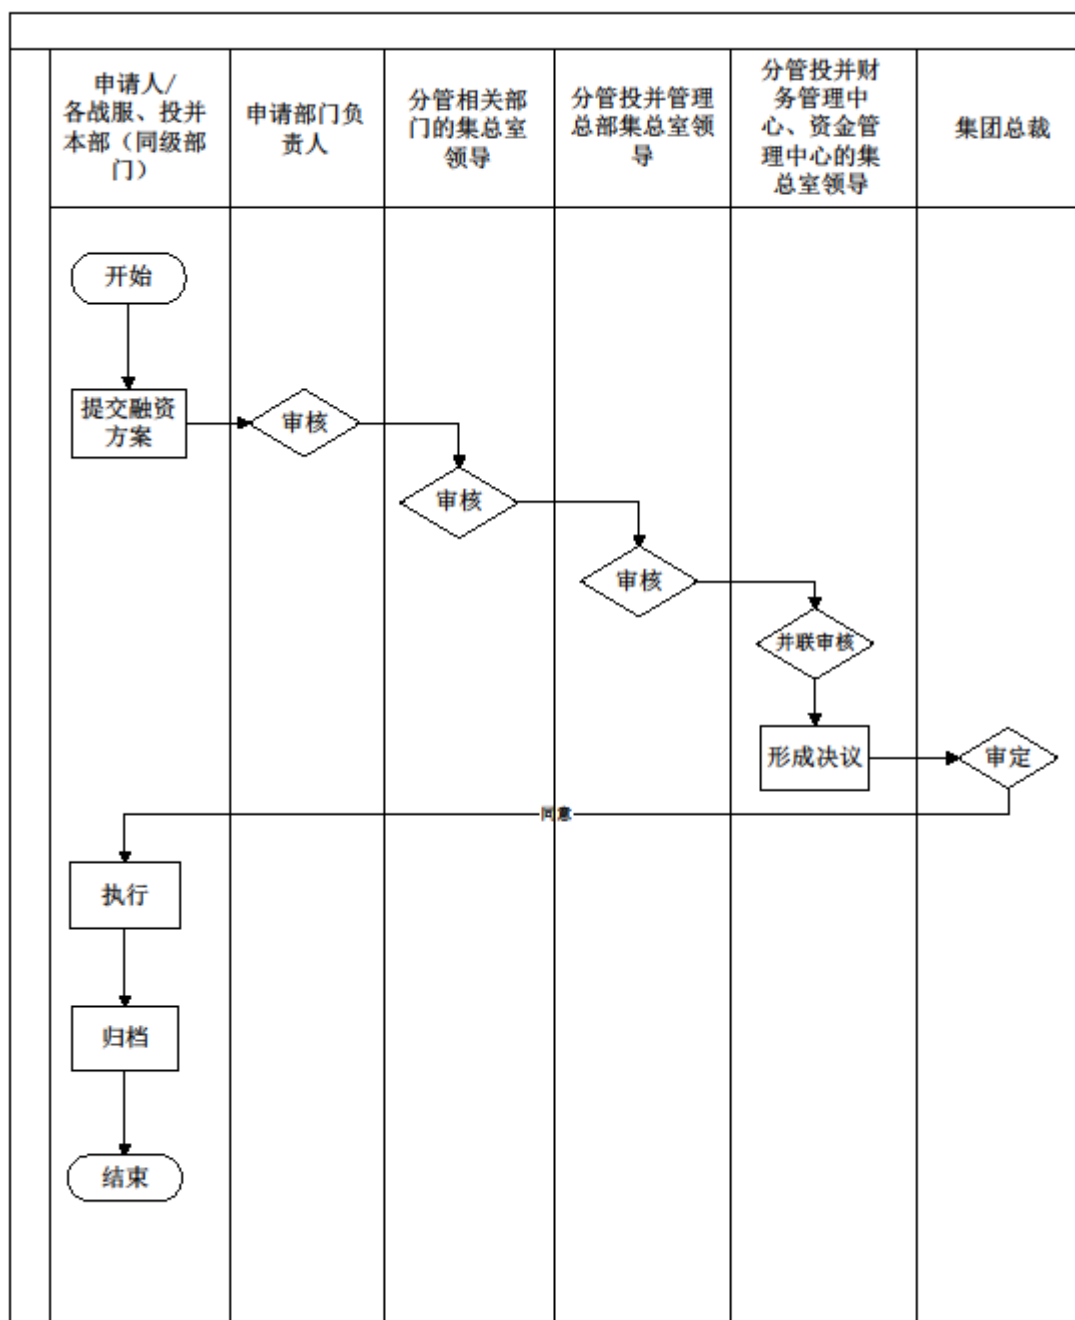 申请人/
各战服、投并
本部（同级部
门）
申请部门负
责人
分管相关部
门的集总室
领导
分管投并管理
总部集总室领
导
分管投并财
务管理中
心、资金管
理中心的集
总室领导
集团总裁
开始
提交融资
方案
审核
审核
审核
并联审核
形成决议
审定
同意
执行
归档
结束